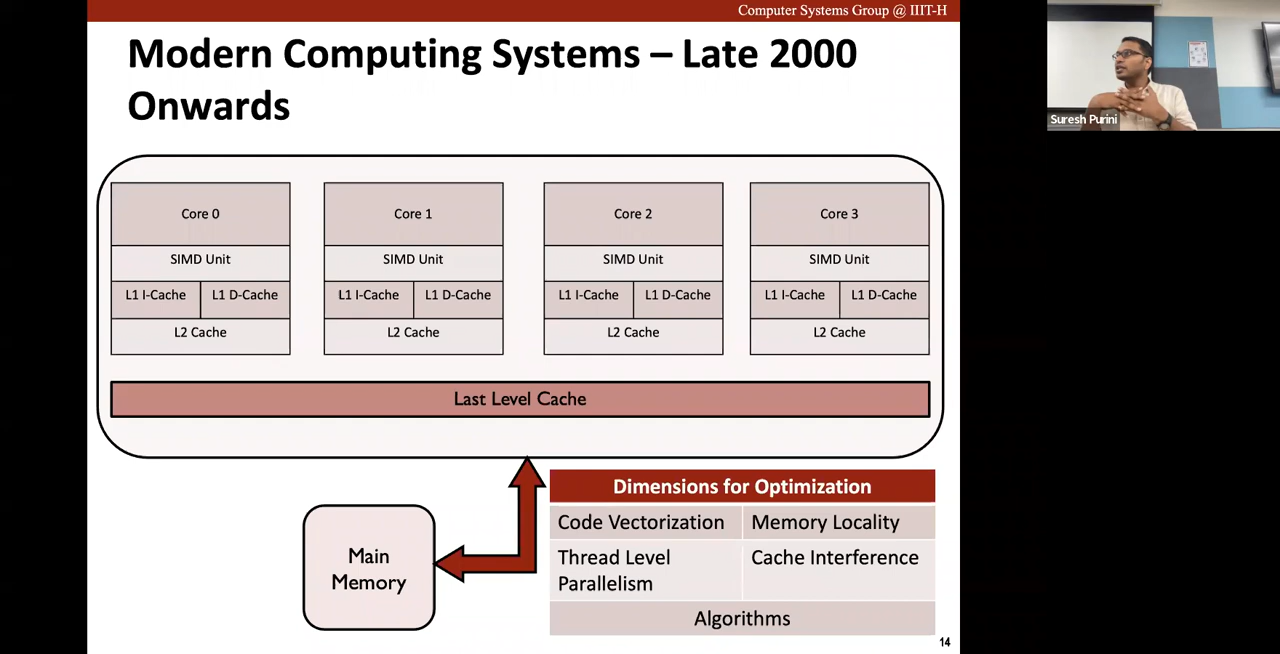 Computer Systems Group @ IIIT-H
Modern Computing Systems – Late 2000
Onwards
Suresh Purini
Core 0
Core 1
Core 2
Core 3
SIMD Unit
SIMD Unit
SIMD Unit
SIMD Unit
L1 I-Cache
L1 D-Cache
L1 I-Cache
L1 D-Cache
L1 I-Cache
L1 D-Cache
L1 I-Cache
L1 D-Cache
L2 Cache
L2 Cache
L2 Cache
L2 Cache
Last Level Cache
Main
Memory
Dimensions for Optimization
Code Vectorization
Memory Locality
Thread Level
Parallelism
Cache Interference
Algorithms
14